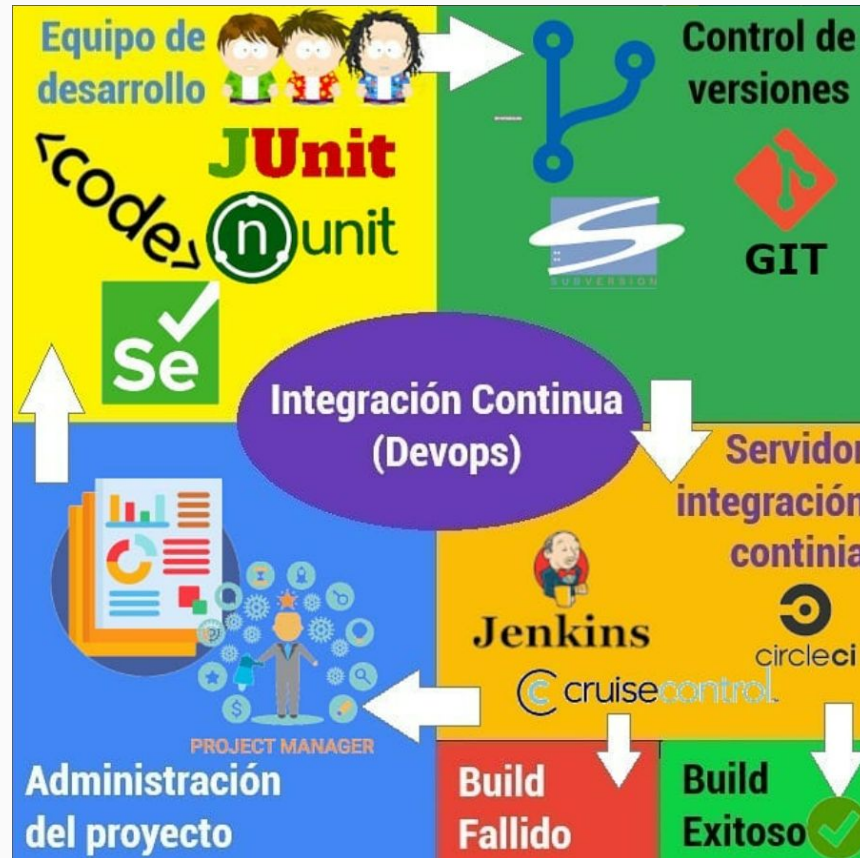 Equipo de
desarrollo
<code>
JUnit
nunit
Se
Control de
versiones
SUBVERSION
GIT
Integración Continua
(Devops)
Servidor
integración
continia
Jenkins
circleci
cruisecontrol
PROJECT MANAGER
Administración
del proyecto
Build
Fallido
Build
Exitoso